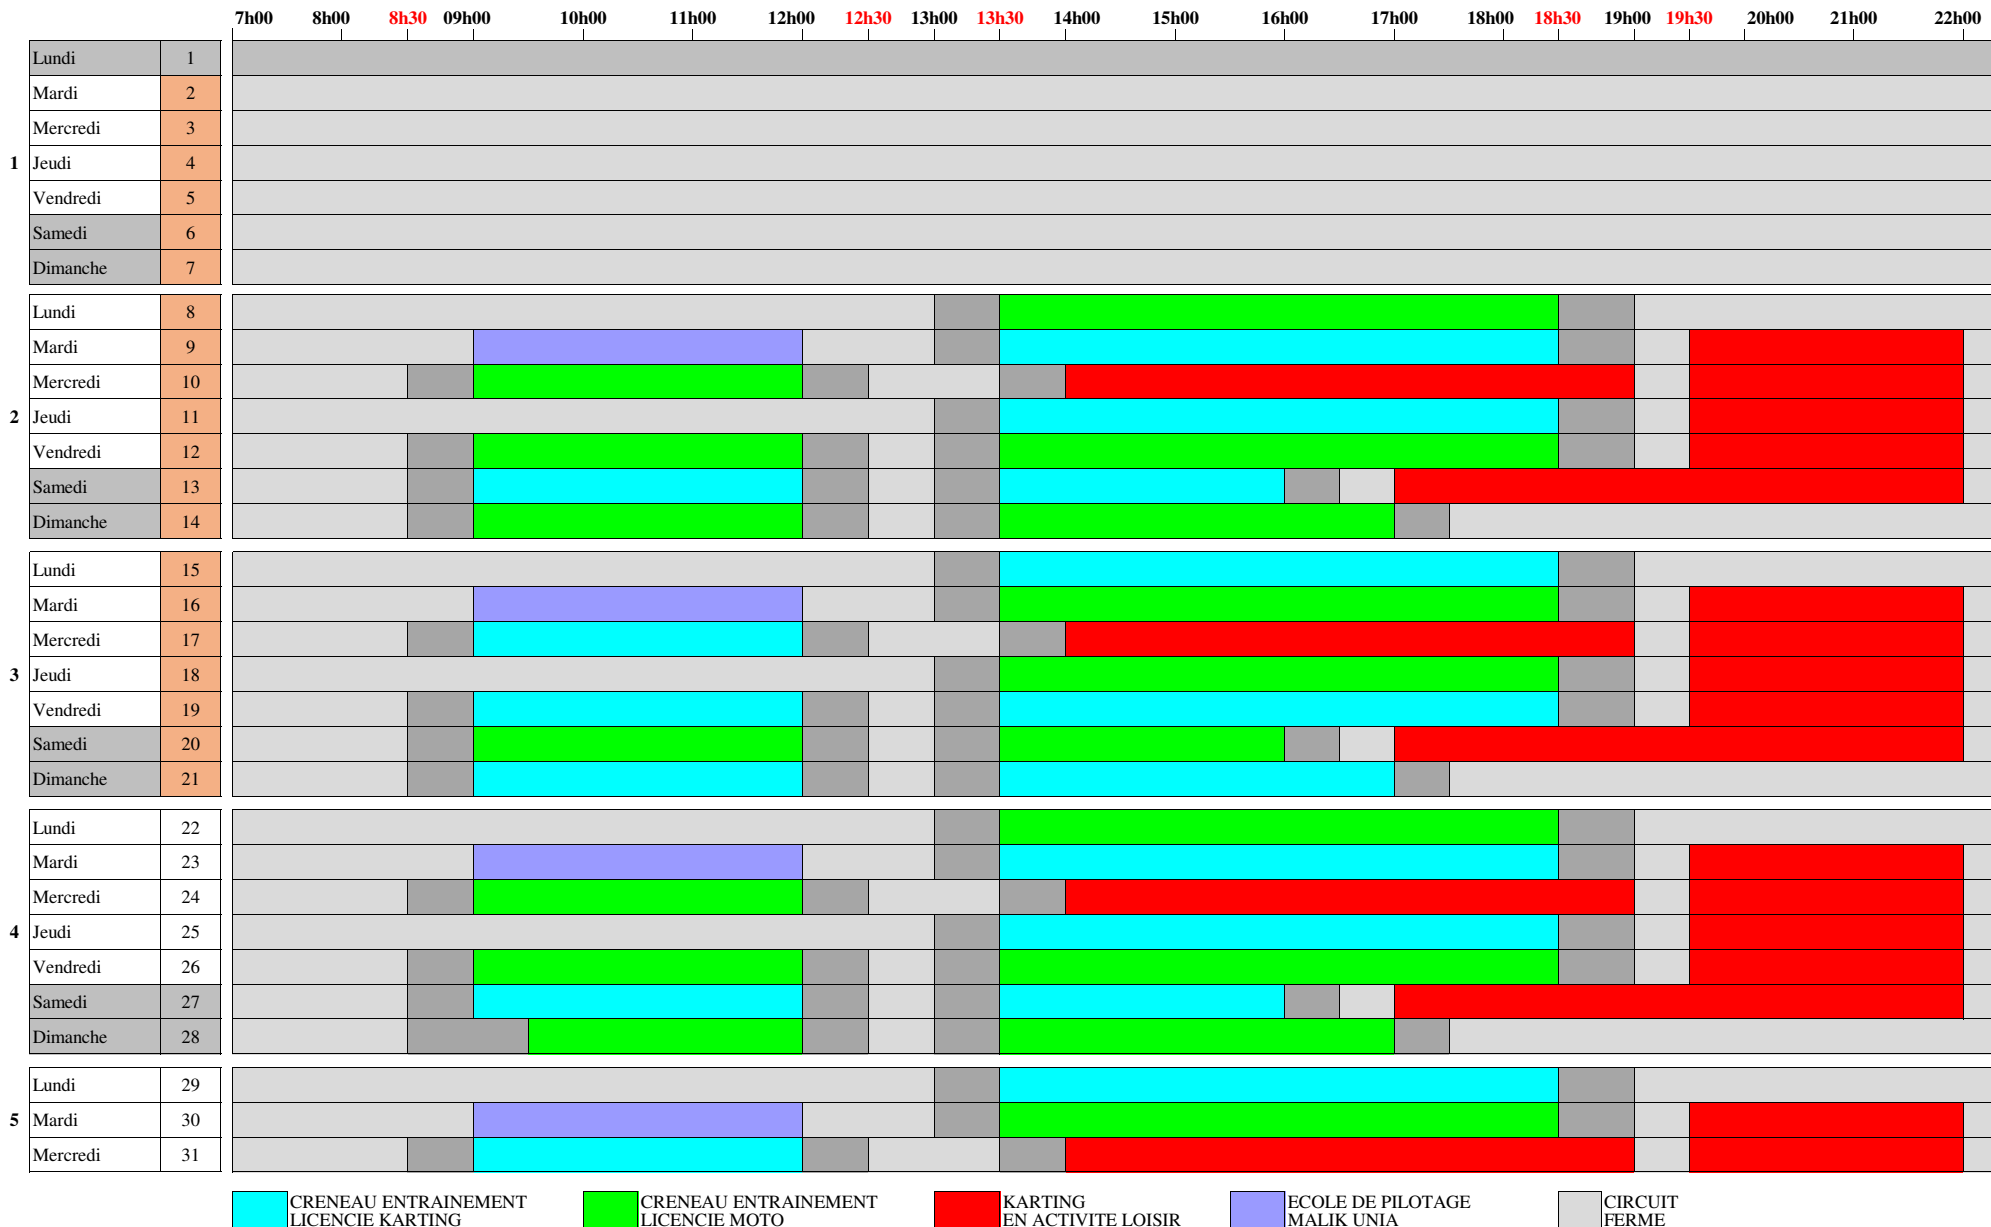 7h00 8h00 8h30 09h00 10h00 11h00 12h00 12h30 13h00 13h30 14h00 15h00 16h00 17h00 18h00 18h30 19h00 19h30 20h00 21h00 22h00
Lundi 1
Mardi 2
Mercredi 3
1 Jeudi 4
Vendredi 5
Samedi 6
Dimanche 7
Lundi 8
Mardi 9
Mercredi 10
2 Jeudi 11
Vendredi 12
Samedi 13
Dimanche 14
Lundi 15
Mardi 16
Mercredi 17
3 Jeudi 18
Vendredi 19
Samedi 20
Dimanche 21
Lundi 22
Mardi 23
Mercredi 24
4 Jeudi 25
Vendredi 26
Samedi 27
Dimanche 28
Lundi 29
5 Mardi 30
Mercredi 31
CRENEAU ENTRAINEMENT
LICENCIE KARTING
CRENEAU ENTRAINEMENT
LICENCIE MOTO
KARTING
EN ACTIVITE LOISIR
ECOLE DE PILOTAGE
MALIK UNIA
CIRCUIT
FERME